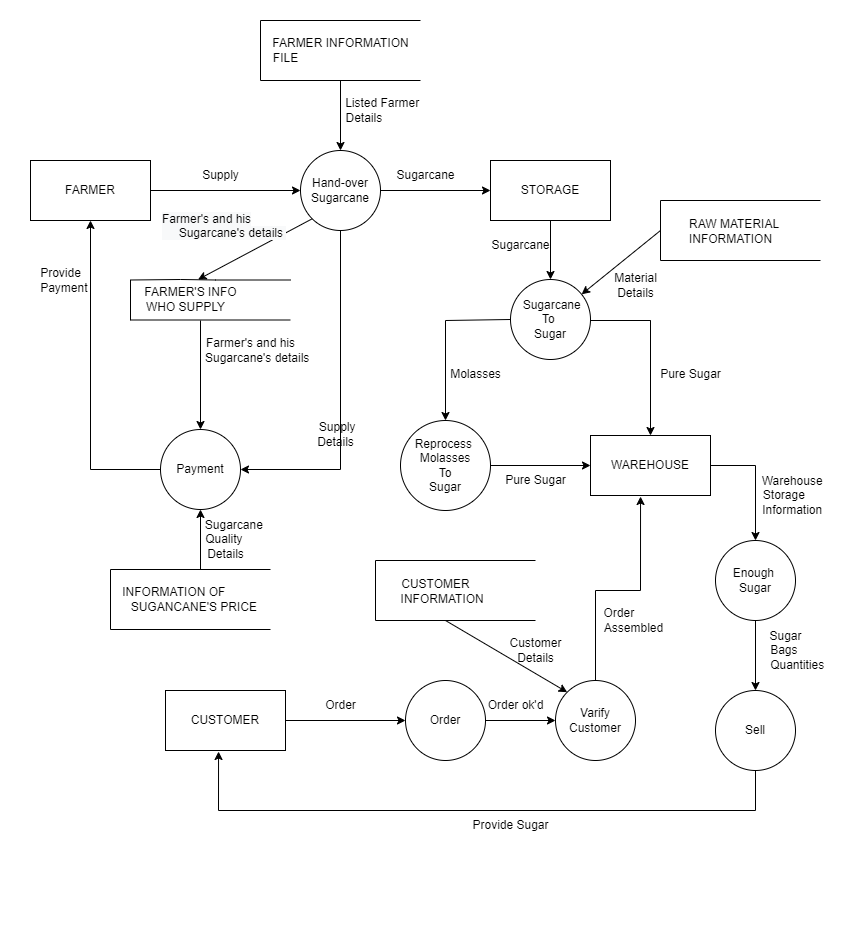 FARMER INFORMATION
FILE
Listed Farmer
Details
FARMER
Supply
Hand-over
Sugarcane
Sugarcane
STORAGE
Farmer's and his
Sugarcane's details
RAW MATERIAL
INFORMATION
Sugarcane
Provide
Payment
FARMER'S INFO
WHO SUPPLY
Material
Details
Sugarcane
To
Sugar
Farmer's and his
Sugarcane's details
Molasses
Pure Sugar
Supply
Details
Payment
Reprocess
Molasses
To
Sugar
Pure Sugar
WAREHOUSE
Warehouse
Storage
Information
Sugarcane
Quality
Details
INFORMATION OF
SUGANCANE'S PRICE
CUSTOMER
INFORMATION
Enough
Sugar
Order
Assembled
Customer
Details
Sugar
Bags
Quantities
CUSTOMER
Order
Order
Order ok'd
Varify
Customer
Sell
Provide Sugar